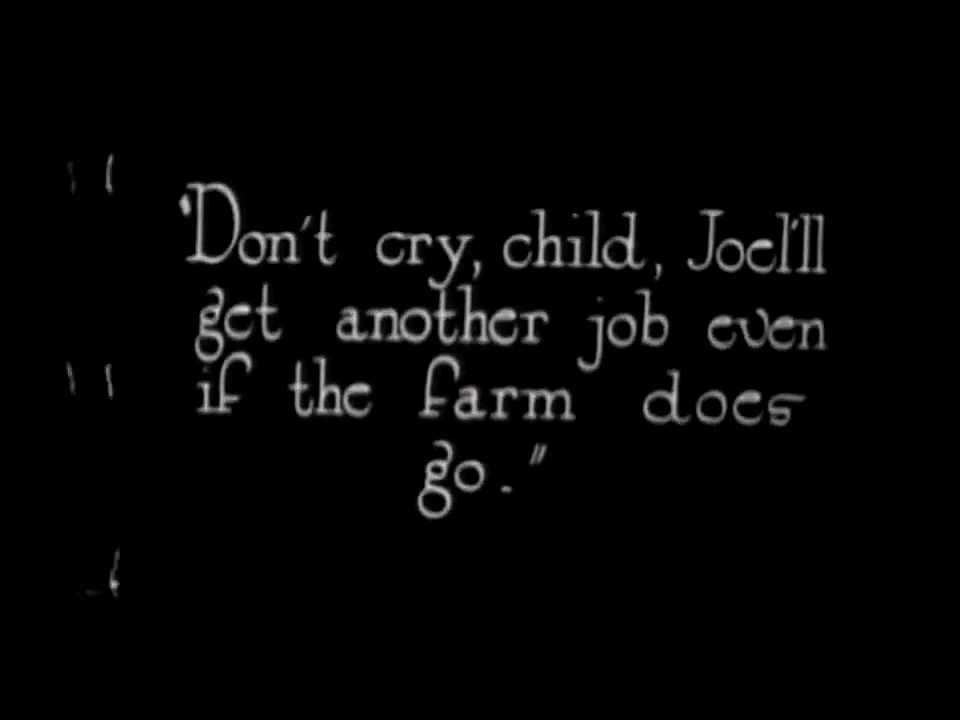 "Don't cry, child, Joel'll
get another job even
if the farm does
go."